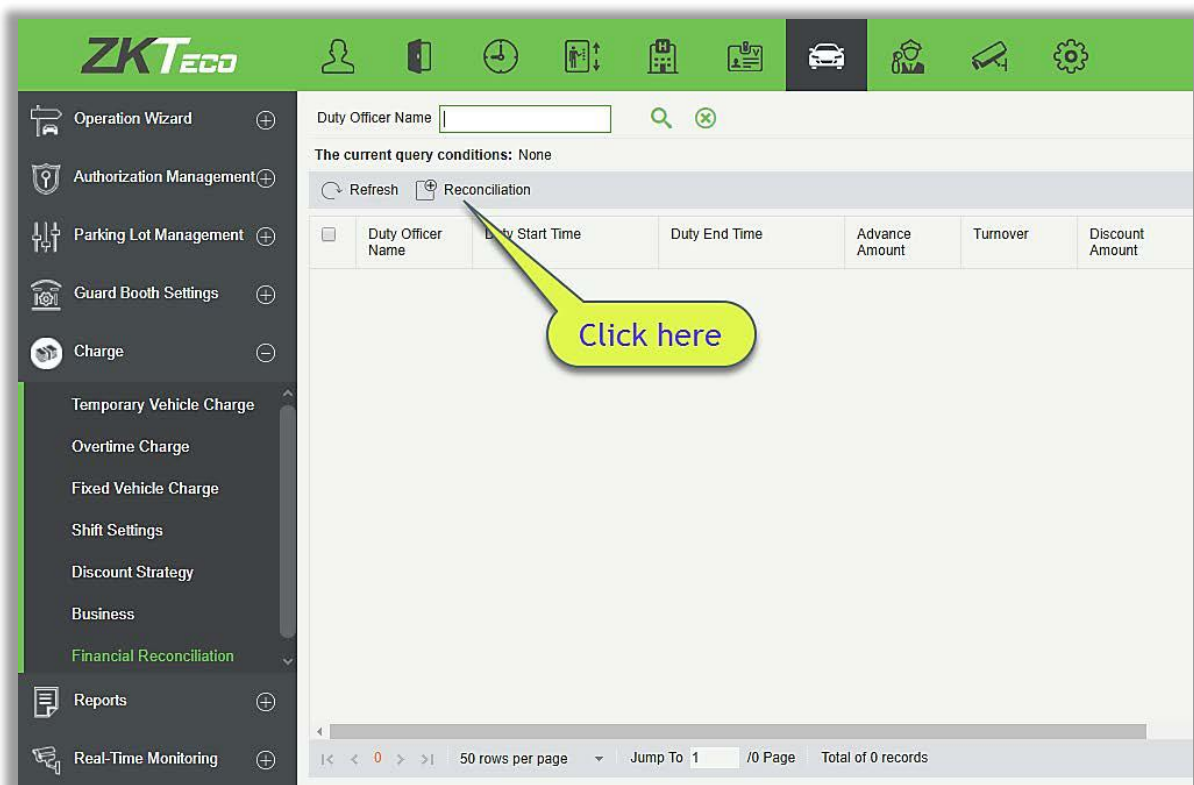 ZKTeco
Operation Wizard
Authorization Management
Parking Lot Management
Guard Booth Settings
Charge
Temporary Vehicle Charge
Overtime Charge
Fixed Vehicle Charge
Shift Settings
Discount Strategy
Business
Financial Reconciliation
Reports
Real-Time Monitoring
Duty Officer Name
The current query conditions: None
Refresh Reconciliation
Duty Officer Name Duty Start Time Duty End Time Advance Amount Turnover Discount Amount
Click here
0 50 rows per page Jump To 1 /0 Page Total of 0 records